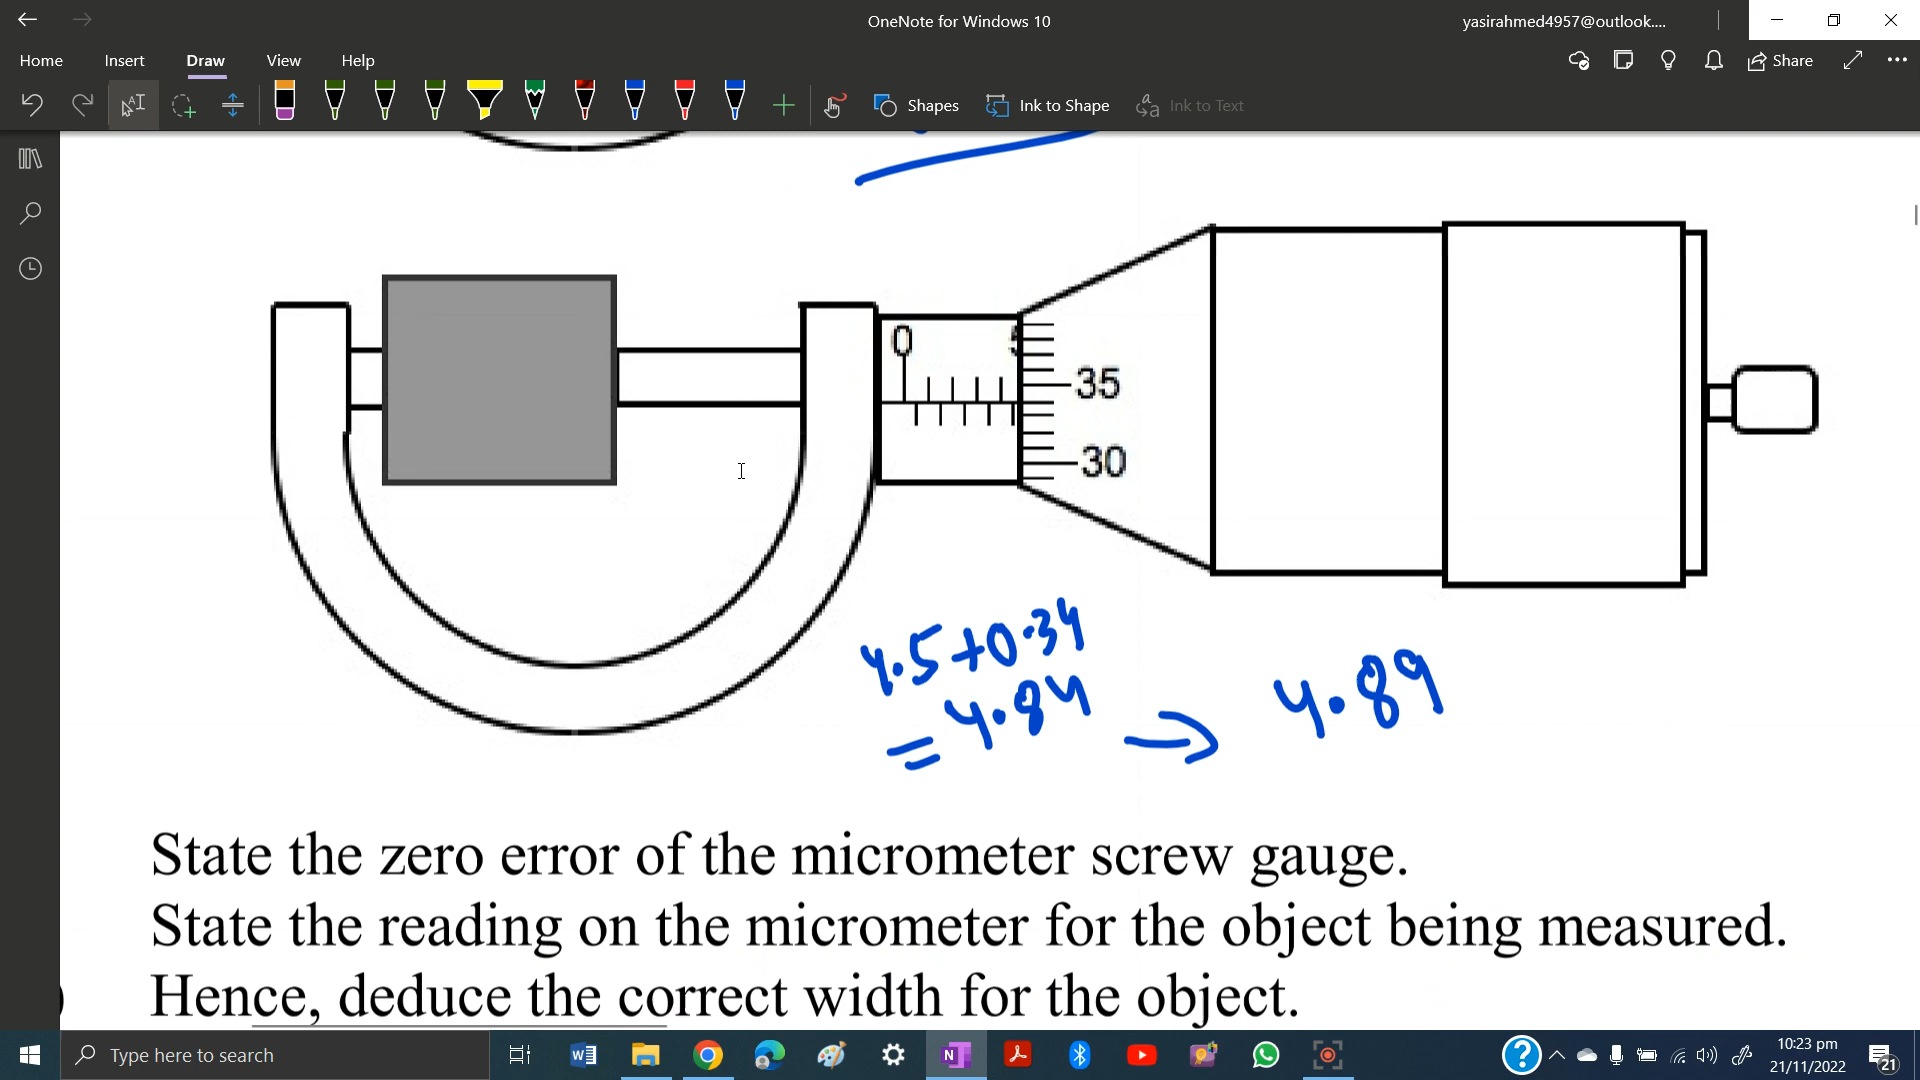 OneNote for Windows 10
yasirahmed4957@outlook....
Home Insert Draw View Help
Share
Shapes
Ink to Shape
Ink to Text
0 5
35
30
4.5+0.34
= 4.84 → 4.89
State the zero error of the micrometer screw gauge.
State the reading on the micrometer for the object being measured.
Hence, deduce the correct width for the object.
Type here to search
10:23 pm
21/11/2022
21